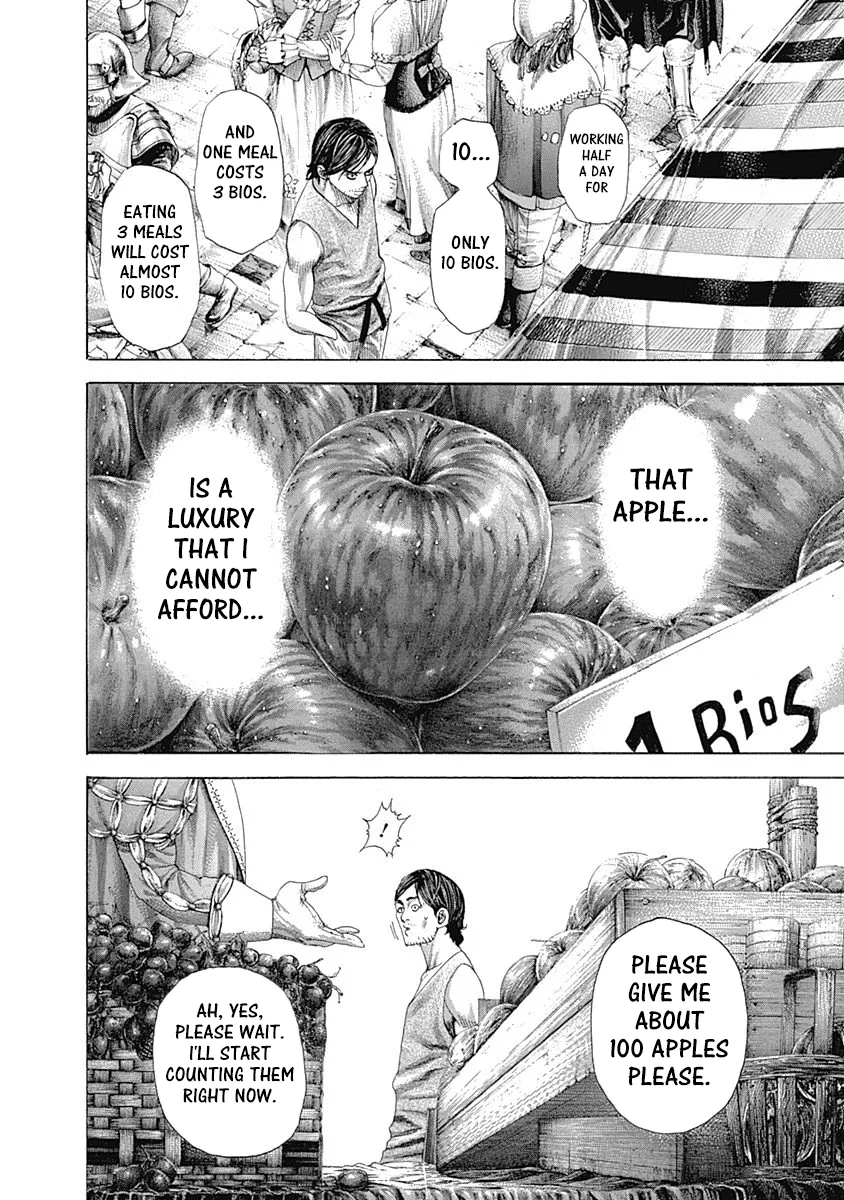 WORKING
HALF
A DAY
FOR
10...
ONLY
10 BIOS.
AND
ONE MEAL
COSTS
3 BIOS.
EATING
3 MEALS
WILL COST
ALMOST
10 BIOS.
THAT
APPLE...
IS A
LUXURY
THAT I
CANNOT
AFFORD...
1 BioS
PLEASE
GIVE ME
ABOUT
100 APPLES
PLEASE.
!
AH, YES,
PLEASE WAIT.
I'LL START
COUNTING THEM
RIGHT NOW.